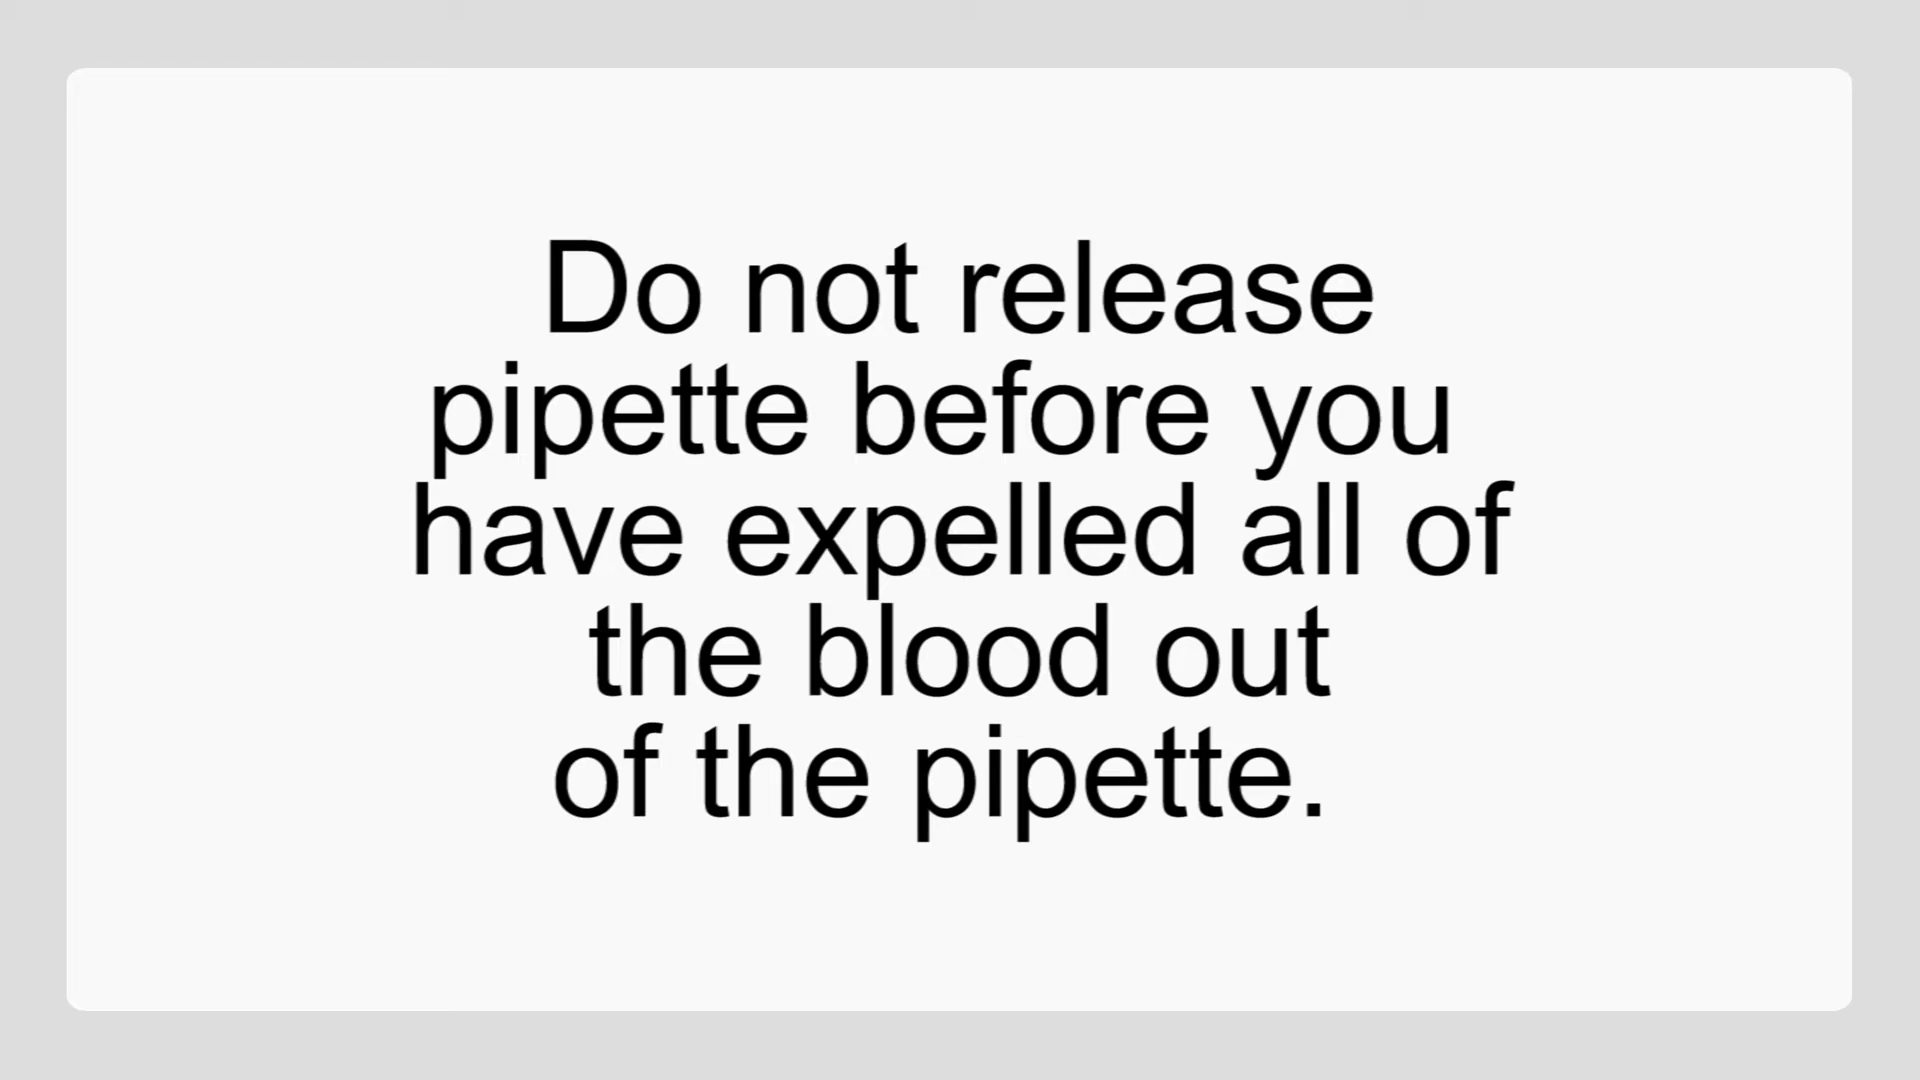 Do not release
pipette before you
have expelled all of
the blood out
of the pipette.